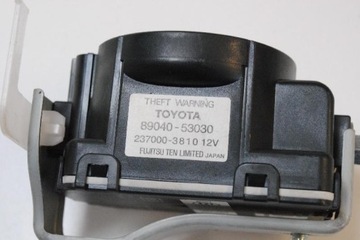 THEFT WARNING
TOYOTA
89040-53030
237000-3810 12V
FUJITSU TEN LIMITED JAPAN